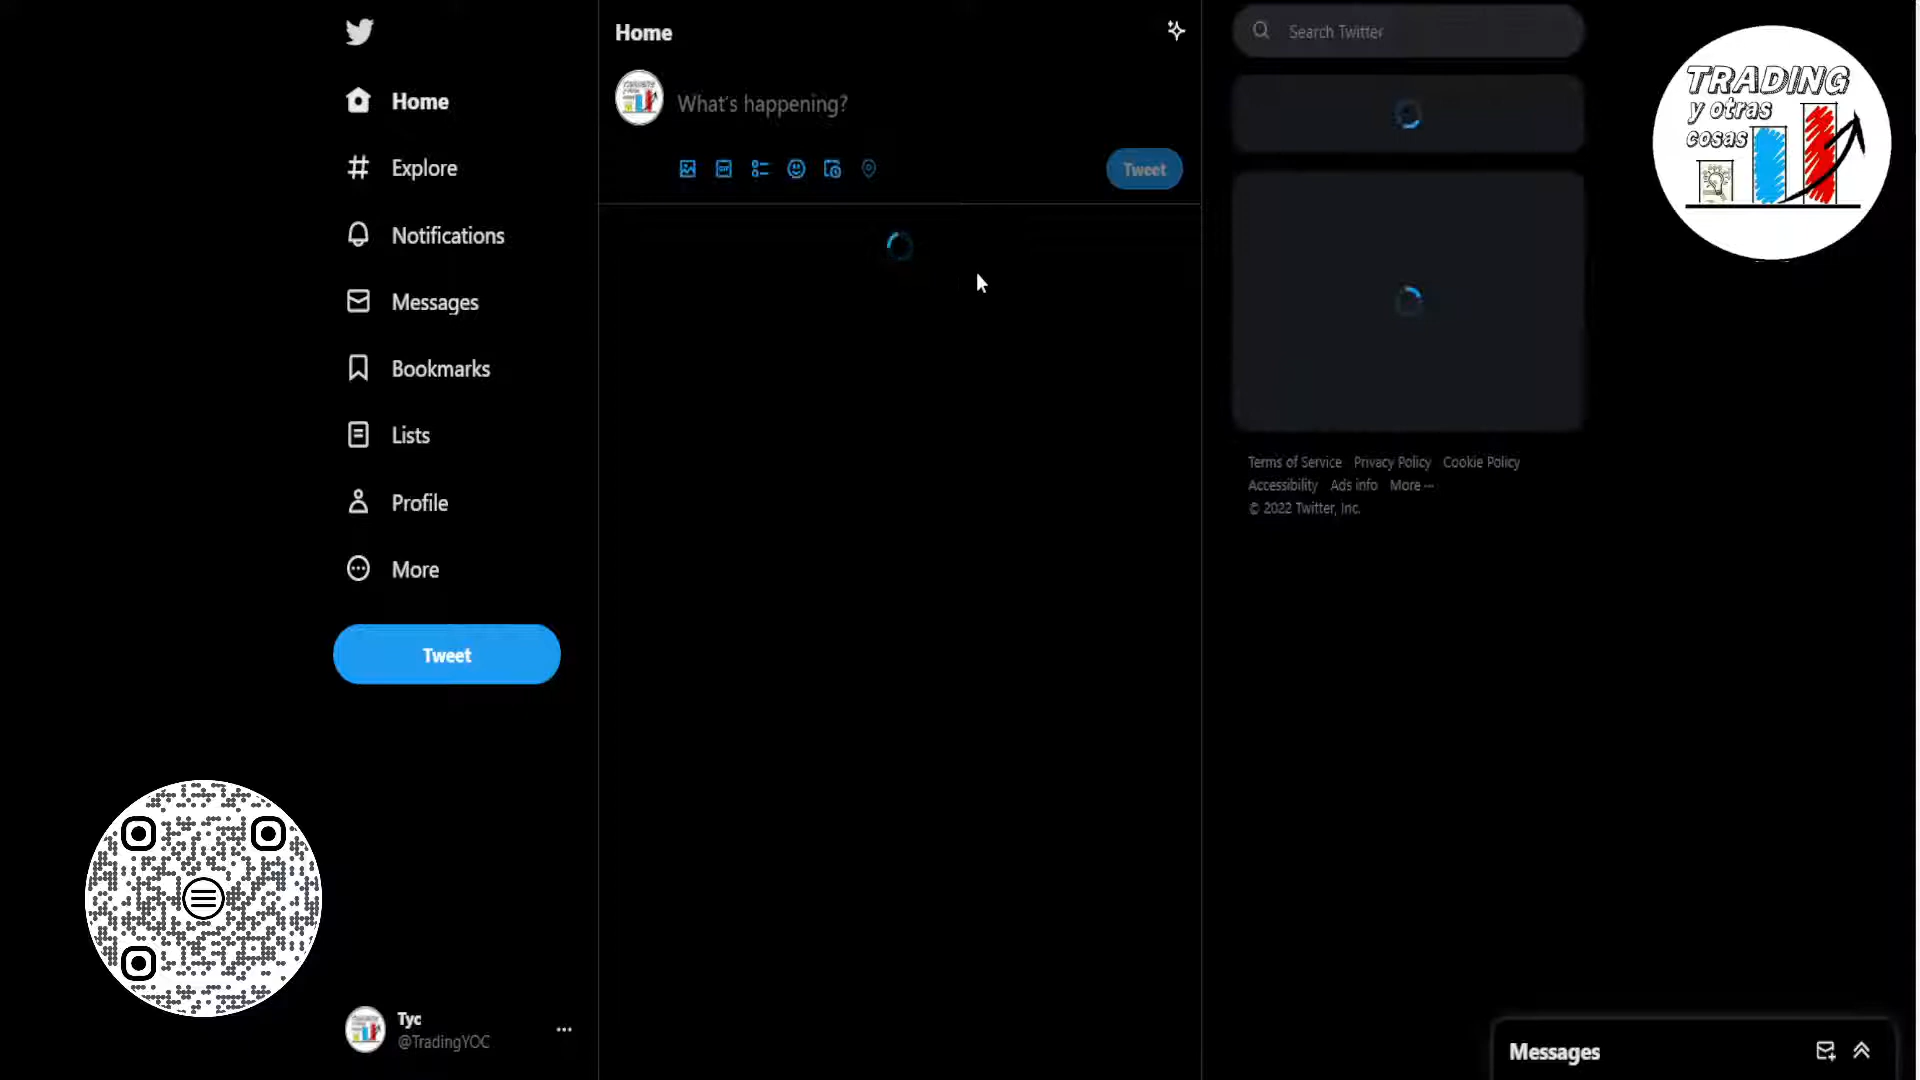 Home
Explore
Notifications
Messages
Bookmarks
Lists
Profile
More
Tweet
Tyc
@TradingYOC
Home
What's happening?
GIF
Tweet
Search Twitter
Terms of Service Privacy Policy Cookie Policy
Accessibility Ads info More ···
© 2022 Twitter, Inc.
TRADING
y otras
cosas
Messages